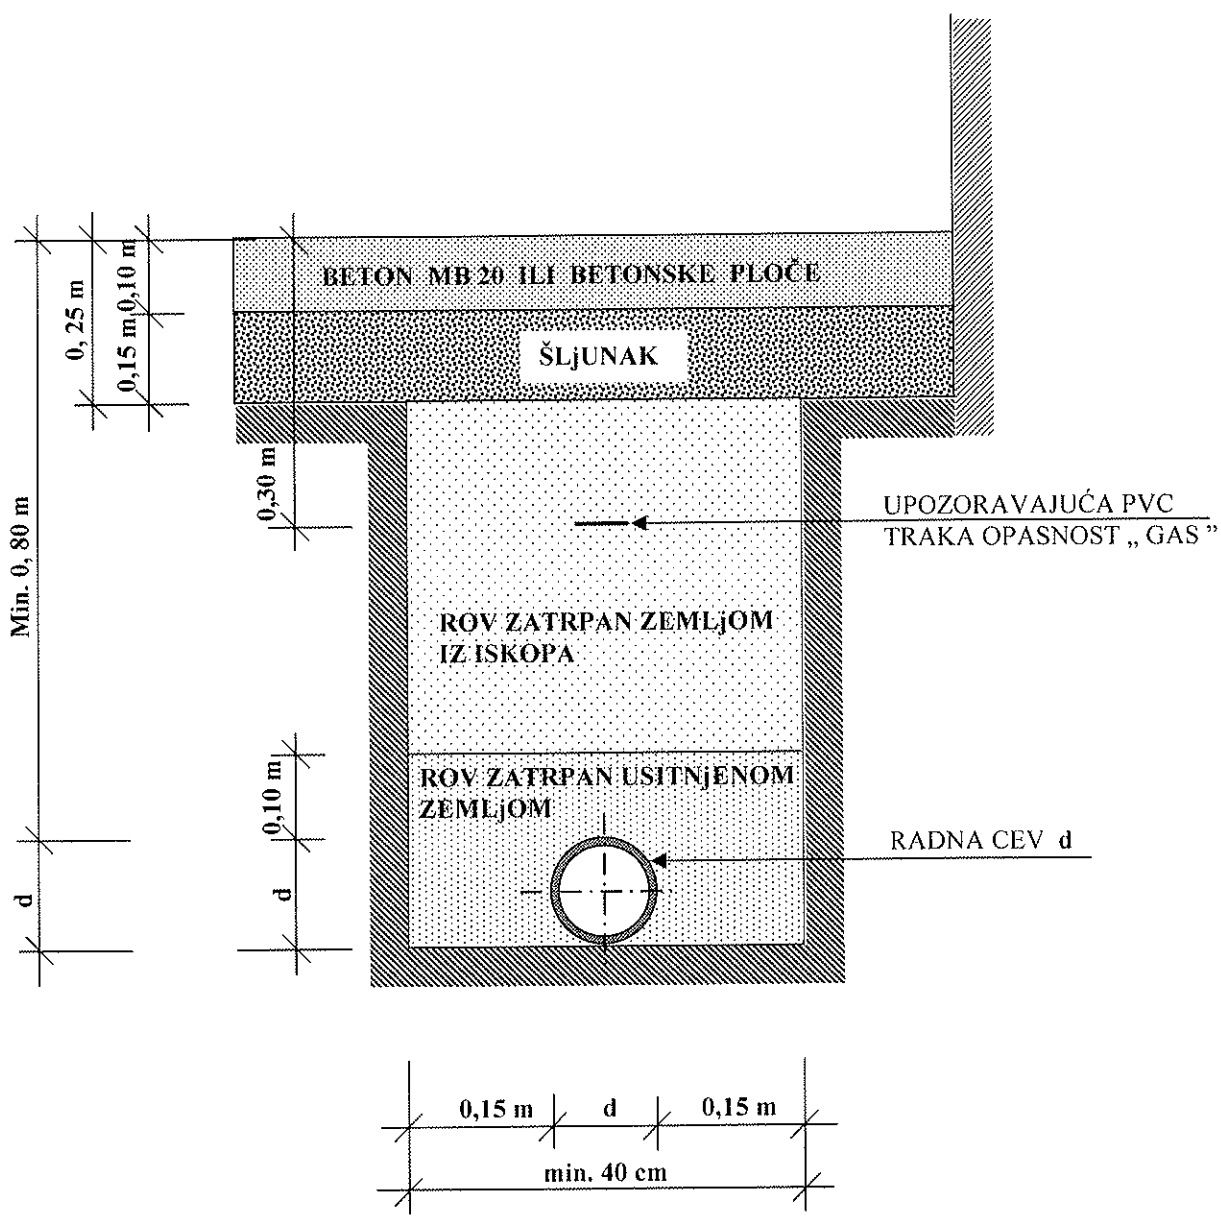 BETON MB 20 ILI BETONSKE PLOČE
ŠLjUNAK
0,10 m
0,15 m
0, 25 m
Min. 0, 80 m
0,30 m
UPOZORAVAJUĆA PVC
TRAKA OPASNOST „ GAS ”
ROV ZATRPAN ZEMLjOM
IZ ISKOPA
ROV ZATRPAN USITNjENOM
ZEMLjOM
0,10 m
RADNA CEV d
d
d
0,15 m d 0,15 m
min. 40 cm